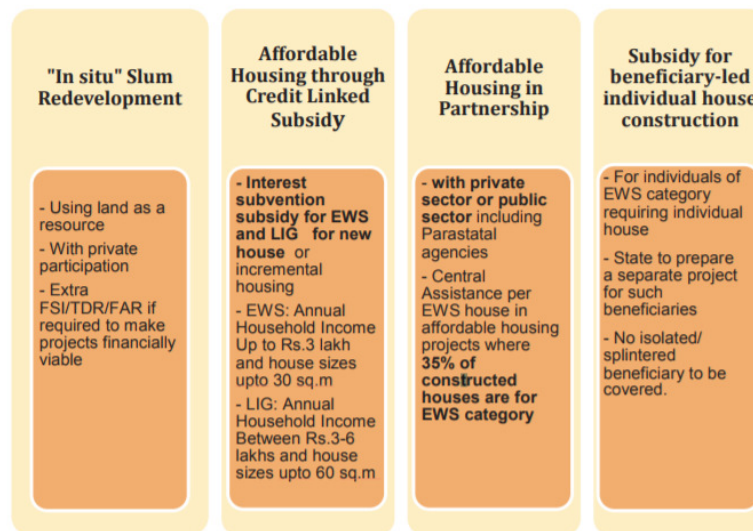 "In situ" Slum
Redevelopment
- Using land as a
resource
- With private
participation
- Extra
FSI/TDR/FAR if
required to make
projects financially
viable
Affordable
Housing through
Credit Linked
Subsidy
- Interest
subvention
subsidy for EWS
and LIG for new
house or
incremental
housing
- EWS: Annual
Household Income
Up to Rs.3 lakh
and house sizes
upto 30 sq.m
- LIG: Annual
Household Income
Between Rs.3-6
lakhs and house
sizes upto 60 sq.m
Affordable
Housing in
Partnership
- with private
sector or public
sector including
Parastatal
agencies
- Central
Assistance per
EWS house in
affordable housing
projects where
35% of
constructed
houses are for
EWS category
Subsidy for
beneficiary-led
individual house
construction
- For individuals of
EWS category
requiring individual
house
- State to prepare
a separate project
for such
beneficiaries
- No isolated/
splintered
beneficiary to be
covered.